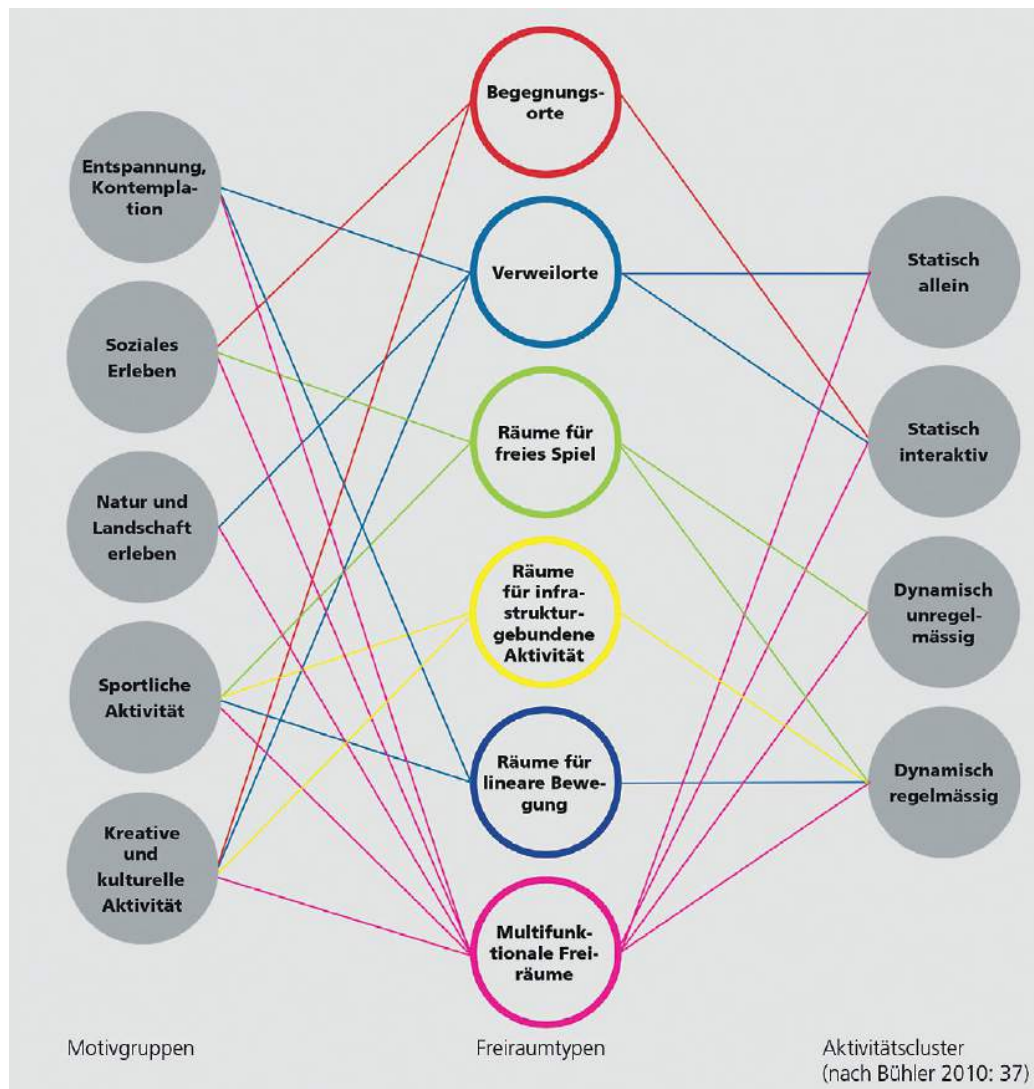 Begegnungs-
orte
Entspannung,
Kontempla-
tion
Verweilorte
Statisch
allein
Soziales
Erleben
Räume für
freies Spiel
Statisch
interaktiv
Natur und
Landschaft
erleben
Räume
für infra-
struktur-
gebundene
Aktivität
Dynamisch
unregel-
mässig
Sportliche
Aktivität
Räume für
lineare Bewe-
gung
Dynamisch
regelmässig
Kreative
und
kulturelle
Aktivität
Multifunk-
tionale Frei-
räume
Motivgruppen
Freiraumtypen
Aktivitätscluster
(nach Bühler 2010: 37)